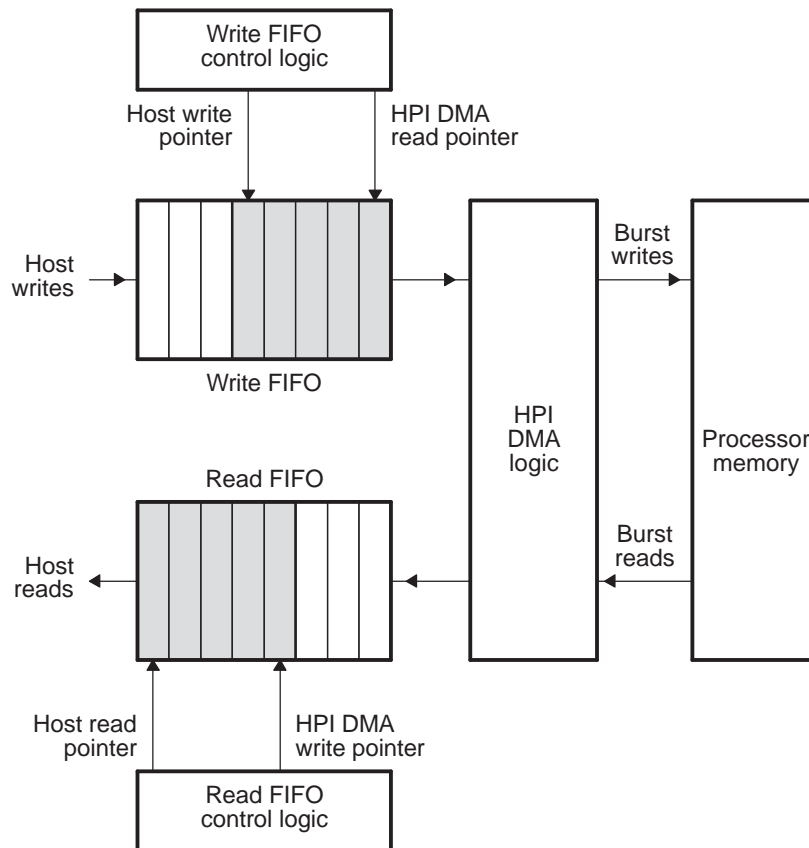 Write FIFO
control logic
Host write
pointer
HPI DMA
read pointer
Host
writes
Burst
writes
Write FIFO
HPI
DMA
logic
Processor
memory
Read FIFO
Host
reads
Burst
reads
Host read
pointer
HPI DMA
write pointer
Read FIFO
control logic